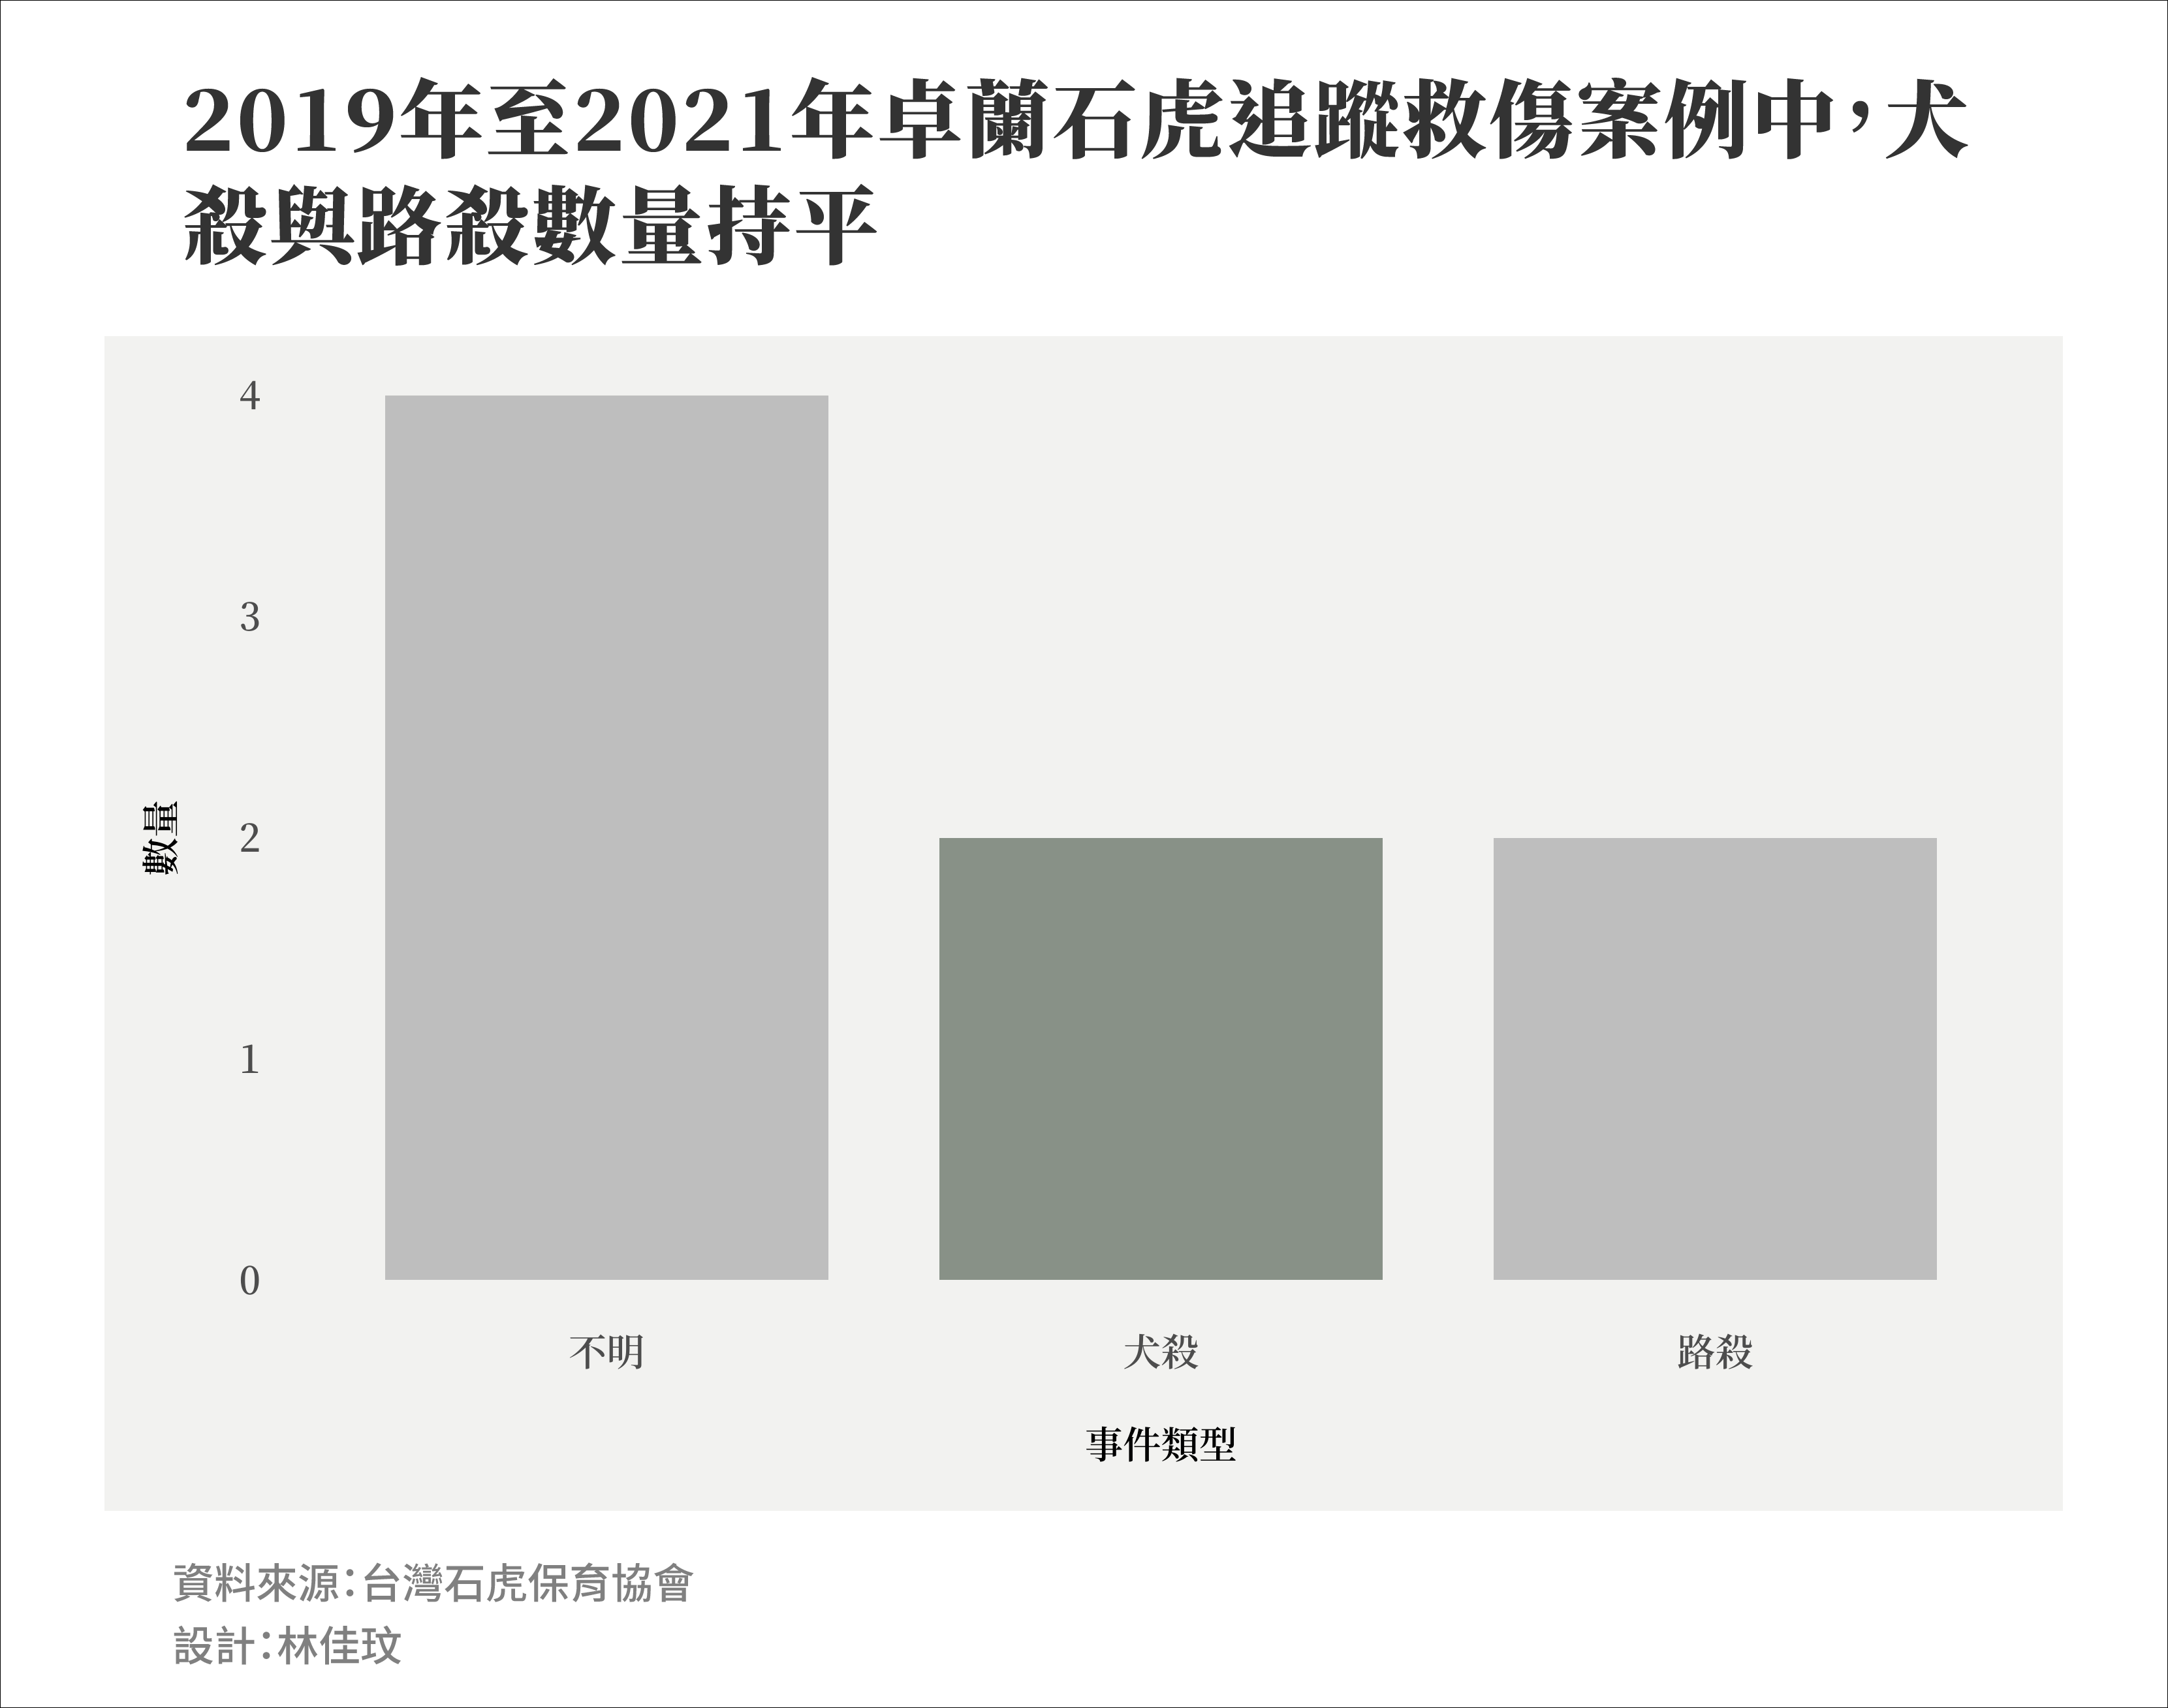 2019年至2021年卓蘭石虎遇難救傷案例中，犬
殺與路殺數量持平
4
3
2
1
0
數量
不明
犬殺
路殺
事件類型
資料來源：台灣石虎保育協會
設計：林佳玟